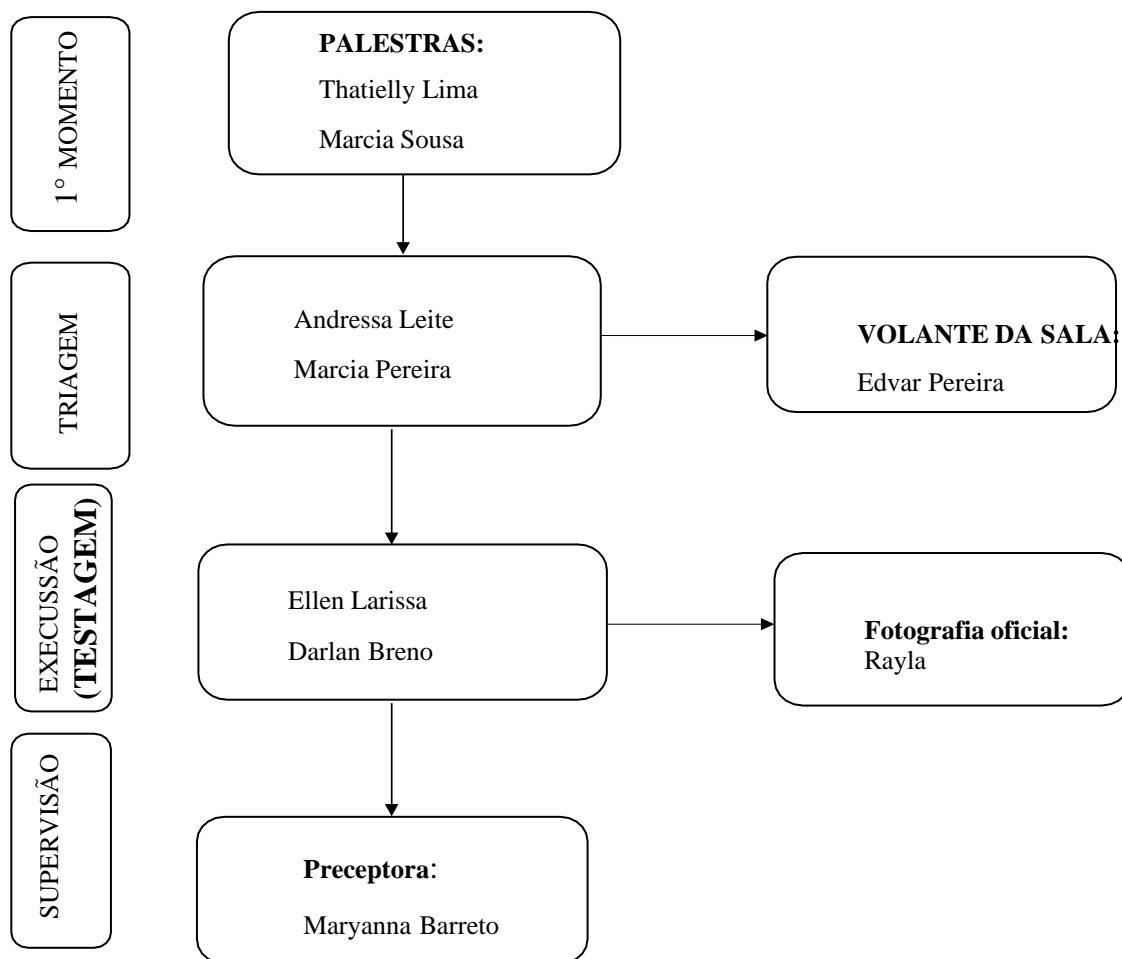 1° MOMENTO
PALESTRAS:
Thatielly Lima
Marcia Sousa
TRIAGEM
Andressa Leite
Marcia Pereira
VOLANTE DA SALA:
Edvar Pereira
EXECUSSÃO
(TESTAGEM)
Ellen Larissa
Darlan Breno
Fotografia oficial:
Rayla
SUPERVISÃO
Preceptora:
Maryanna Barreto